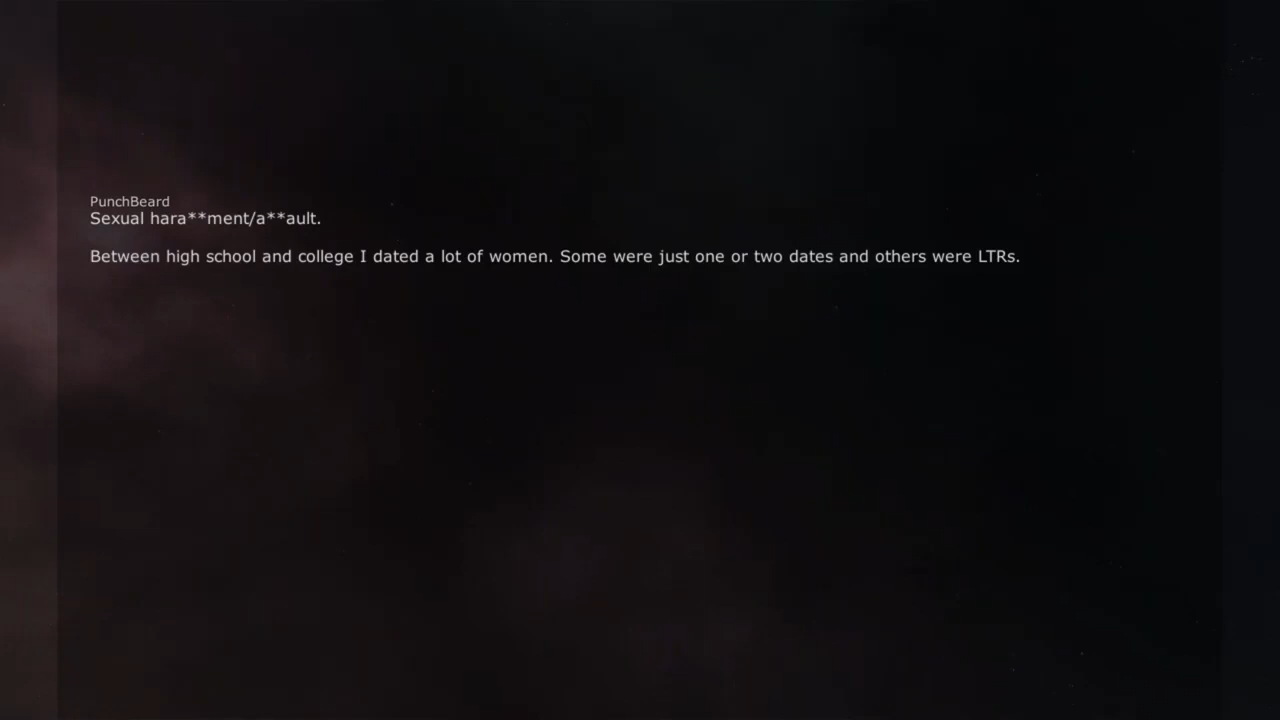 PunchBeard
Sexual hara**ment/a**ault.
Between high school and college I dated a lot of women. Some were just one or two dates and others were LTRs.